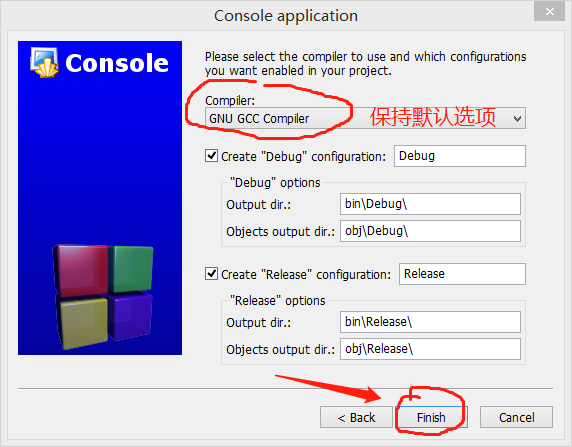 Console application
Console
Please select the compiler to use and which configurations
you want enabled in your project.
Compiler:
GNU GCC Compiler
保持默认选项
Create "Debug" configuration:
Debug
"Debug" options
Output dir.:
bin\Debug\
Objects output dir.:
obj\Debug\
Create "Release" configuration:
Release
"Release" options
Output dir.:
bin\Release\
Objects output dir.:
obj\Release\
< Back
Finish
Cancel